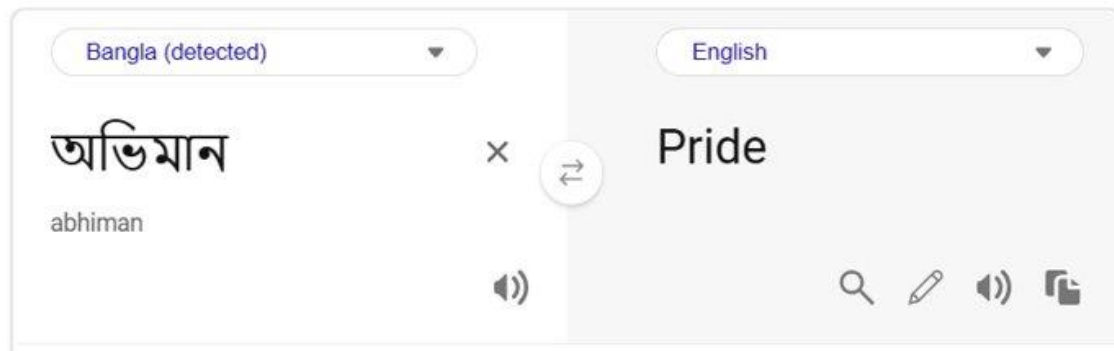 Bangla (detected)
English
অভিমান
Pride
abhiman